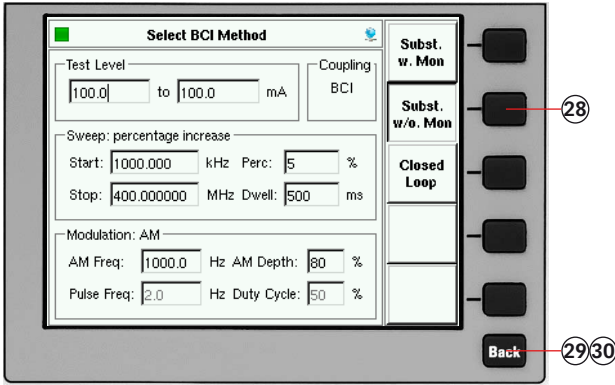 Select BCI Method
Test Level
100.0 to 100.0 mA
Coupling
BCI
Sweep: percentage increase
Start: 1000.000 kHz Perc: 5 %
Stop: 400.000000 MHz Dwell: 500 ms
Modulation: AM
AM Freq: 1000.0 Hz AM Depth: 80 %
Pulse Freq: 2.0 Hz Duty Cycle: 50 %
Subst.
w. Mon
Subst.
w/o. Mon
Closed
Loop
Back
28
29 30